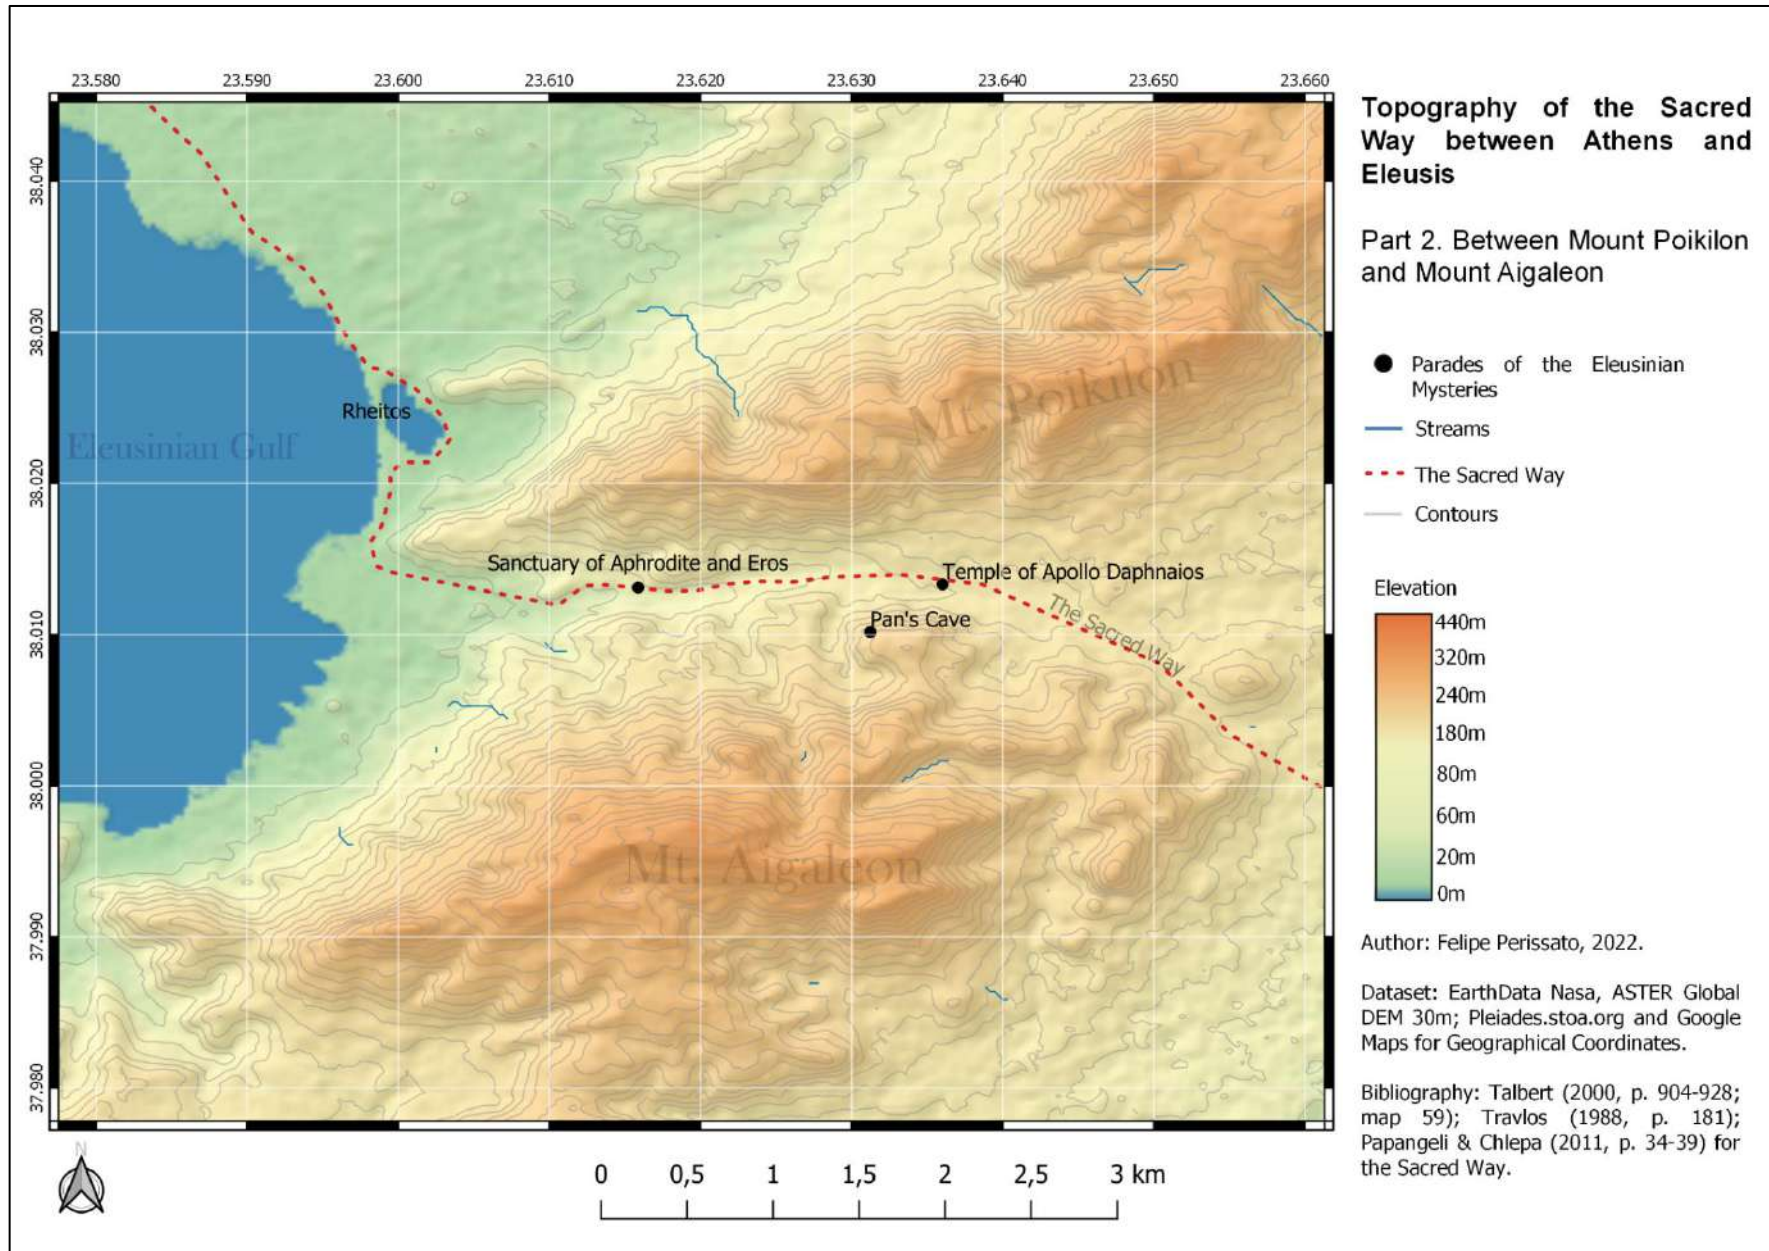 23.580 23.590 23.600 23.610 23.620 23.630 23.640 23.650 23.660
38.040
38.030
38.020
38.010
38.000
37.990
37.980
Rheitos
Eleusinian Gulf
Mt. Poikilon
Sanctuary of Aphrodite and Eros
Temple of Apollo Daphnaios
Pan's Cave
The Sacred Way
Mt. Aigaleon
N
0 0,5 1 1,5 2 2,5 3 km
Topography of the Sacred
Way between Athens and
Eleusis
Part 2. Between Mount Poikilon
and Mount Aigaleon
Parades of the Eleusinian
Mysteries
Streams
The Sacred Way
Contours
Elevation
440m
320m
240m
180m
80m
60m
20m
0m
Author: Felipe Perissato, 2022.
Dataset: EarthData Nasa, ASTER Global
DEM 30m; Pleiades.stoa.org and Google
Maps for Geographical Coordinates.
Bibliography: Talbert (2000, p. 904-928;
map 59); Travlos (1988, p. 181);
Papangeli & Chlepa (2011, p. 34-39) for
the Sacred Way.